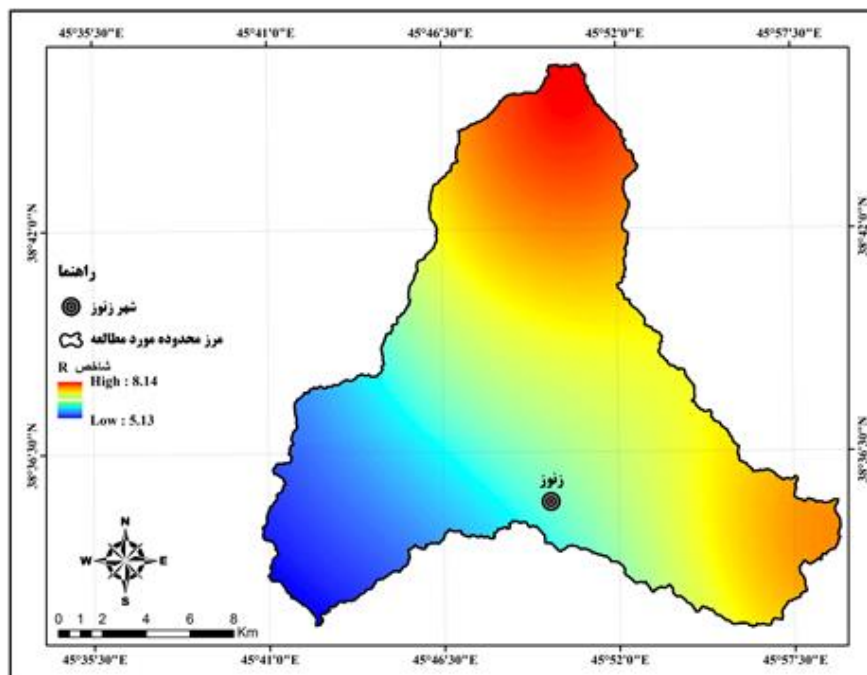 45°35'30"E 45°41'0"E 45°46'30"E 45°52'0"E 45°57'30"E
38°42'0"N 38°42'0"N
راهنما
شهر زنوز
مرز محدوده مورد مطالعه
شاخص R
High : 8.14
Low : 5.13
38°36'30"N 38°36'30"N
زنوز
N
W E
S
0 1 2 4 6 8
Km
45°35'30"E 45°41'0"E 45°46'30"E 45°52'0"E 45°57'30"E